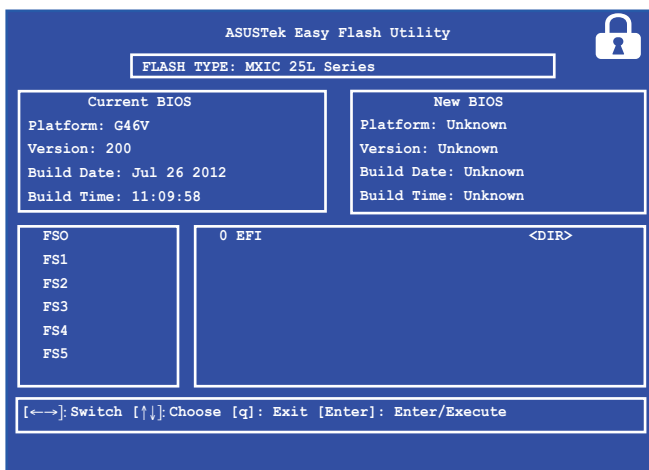 ASUSTek Easy Flash Utility
FLASH TYPE: MXIC 25L Series
Current BIOS
Platform: G46V
Version: 200
Build Date: Jul 26 2012
Build Time: 11:09:58
New BIOS
Platform: Unknown
Version: Unknown
Build Date: Unknown
Build Time: Unknown
FSO
FS1
FS2
FS3
FS4
FS5
0 EFI <DIR>
[←→]: Switch [↑↓]: Choose [q]: Exit [Enter]: Enter/Execute